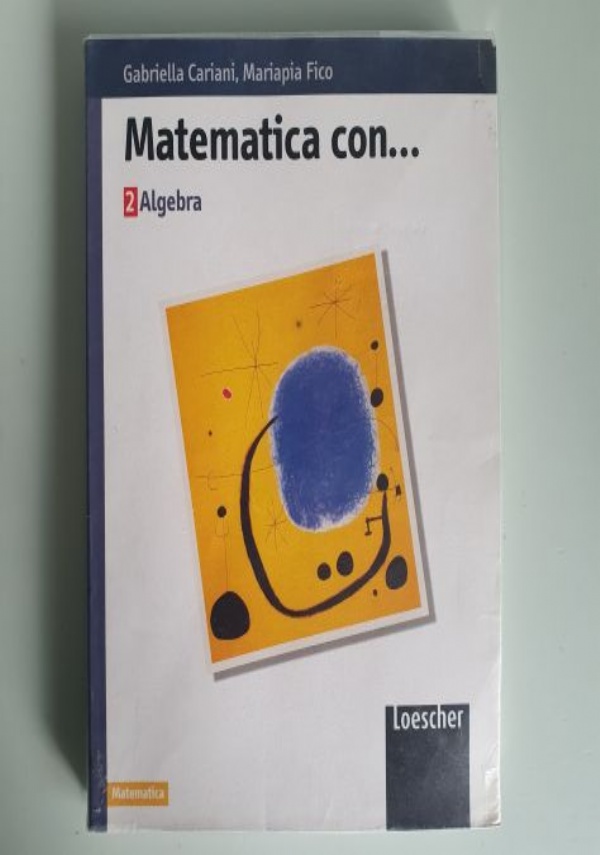 Gabriella Cariani, Mariapia Fico
Matematica con...
2 Algebra
Loescher
Matematica